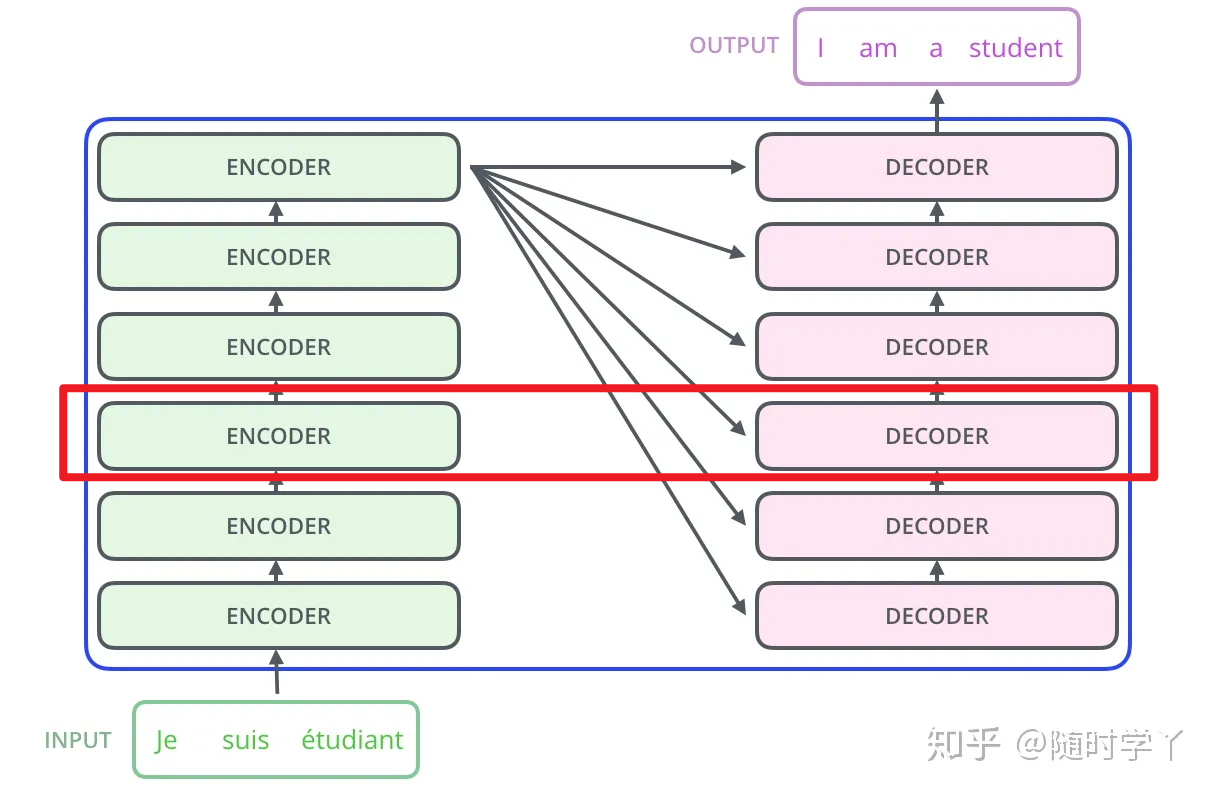 OUTPUT
I am a student
ENCODER
DECODER
ENCODER
DECODER
ENCODER
DECODER
ENCODER
DECODER
ENCODER
DECODER
ENCODER
DECODER
INPUT
Je suis étudiant
知乎 @随时学丫